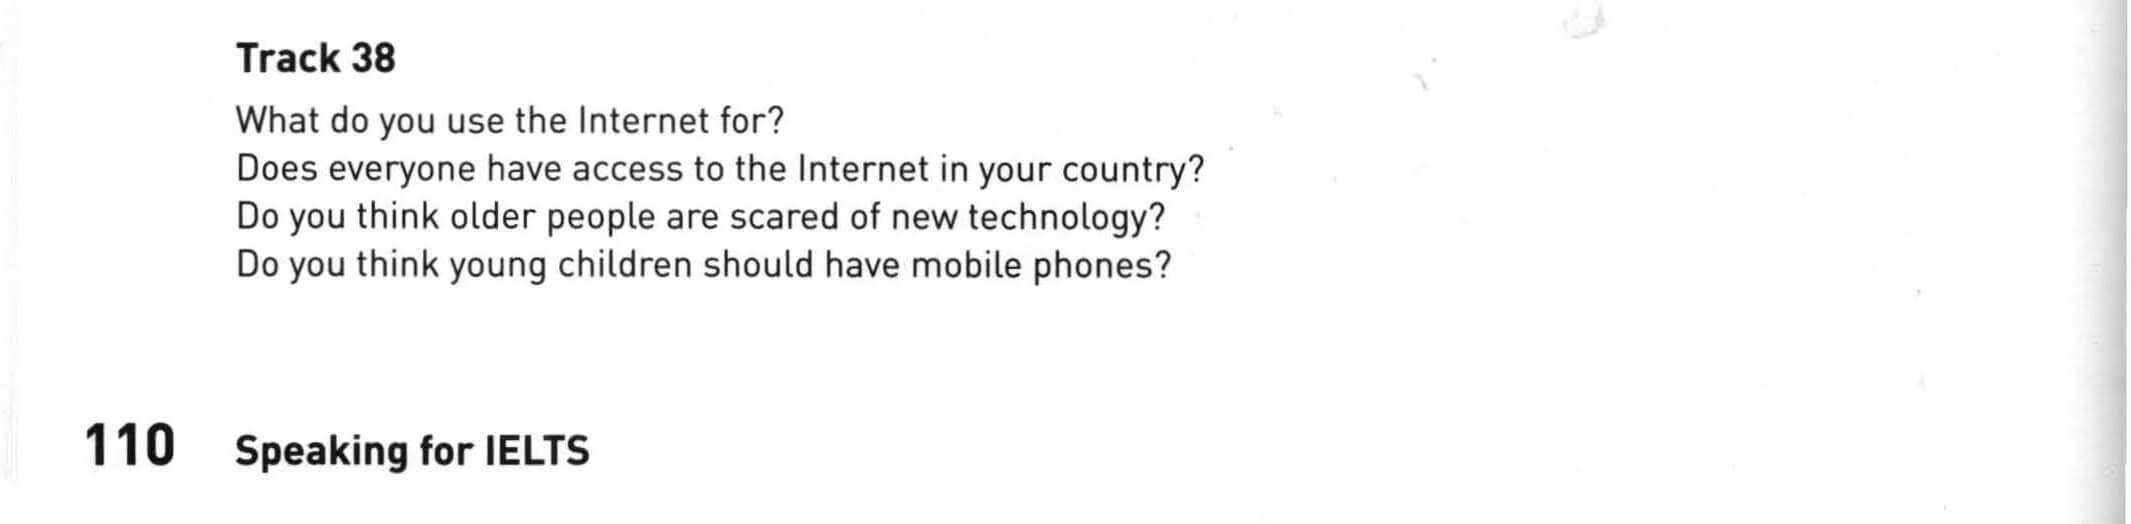 Track 38
What do you use the Internet for?
Does everyone have access to the Internet in your country?
Do you think older people are scared of new technology?
Do you think young children should have mobile phones?
110 Speaking for IELTS